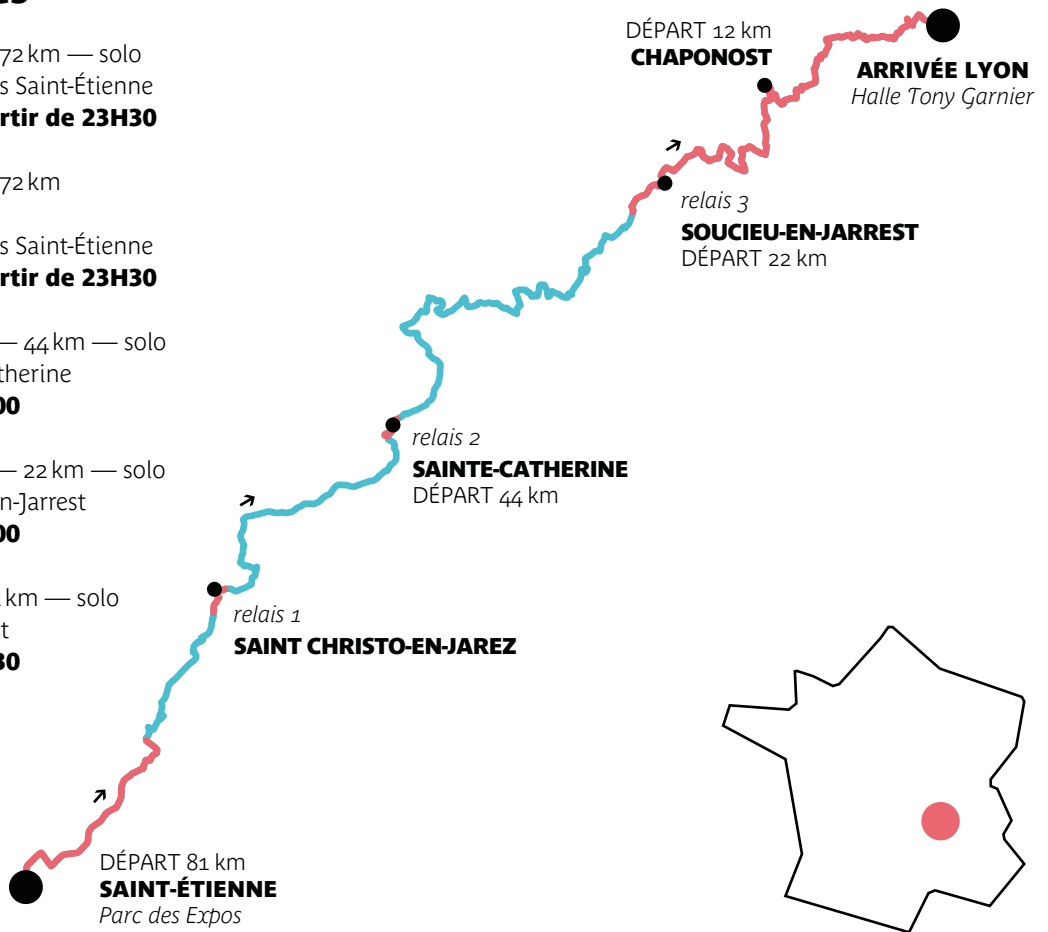 72 km — solo
s Saint-Étienne
rtir de 23H30
72 km
s Saint-Étienne
rtir de 23H30
— 44 km — solo
therine
00
— 22 km — solo
n-Jarrest
00
km — solo
t
30
DÉPART 12 km
CHAPONOST
ARRIVÉE LYON
Halle Tony Garnier
relais 3
SOUCIEU-EN-JARREST
DÉPART 22 km
relais 2
SAINTE-CATHERINE
DÉPART 44 km
relais 1
SAINT CHRISTO-EN-JAREZ
DÉPART 81 km
SAINT-ÉTIENNE
Parc des Expos